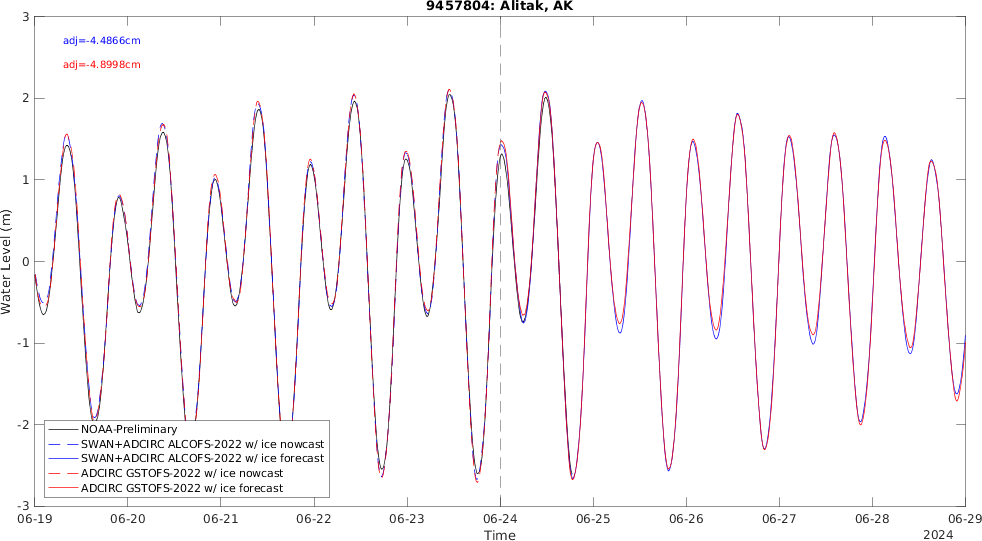 9457804: Alitak, AK
adj=-4.4866cm
adj=-4.8998cm
Water Level (m)
3
2
1
0
-1
-2
-3
NOAA-Preliminary
SWAN+ADCIRC ALCOFS-2022 w/ ice nowcast
SWAN+ADCIRC ALCOFS-2022 w/ ice forecast
ADCIRC GSTOFS-2022 w/ ice nowcast
ADCIRC GSTOFS-2022 w/ ice forecast
06-19 06-20 06-21 06-22 06-23 06-24 06-25 06-26 06-27 06-28 06-29
Time
2024